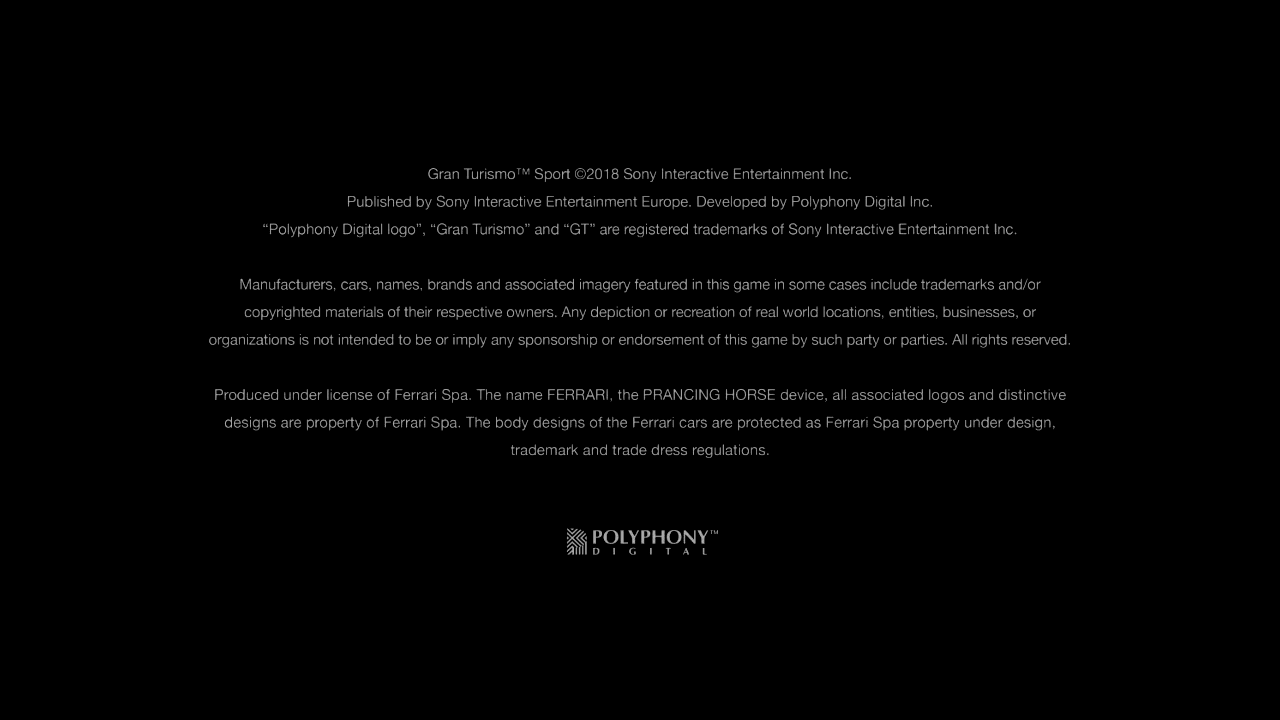 Gran Turismo™ Sport ©2018 Sony Interactive Entertainment Inc.
Published by Sony Interactive Entertainment Europe. Developed by Polyphony Digital Inc.
“Polyphony Digital logo”, “Gran Turismo” and “GT” are registered trademarks of Sony Interactive Entertainment Inc.
Manufacturers, cars, names, brands and associated imagery featured in this game in some cases include trademarks and/or
copyrighted materials of their respective owners. Any depiction or recreation of real world locations, entities, businesses, or
organizations is not intended to be or imply any sponsorship or endorsement of this game by such party or parties. All rights reserved.
Produced under license of Ferrari Spa. The name FERRARI, the PRANCING HORSE device, all associated logos and distinctive
designs are property of Ferrari Spa. The body designs of the Ferrari cars are protected as Ferrari Spa property under design,
trademark and trade dress regulations.
POLYPHONY™
DIGITAL